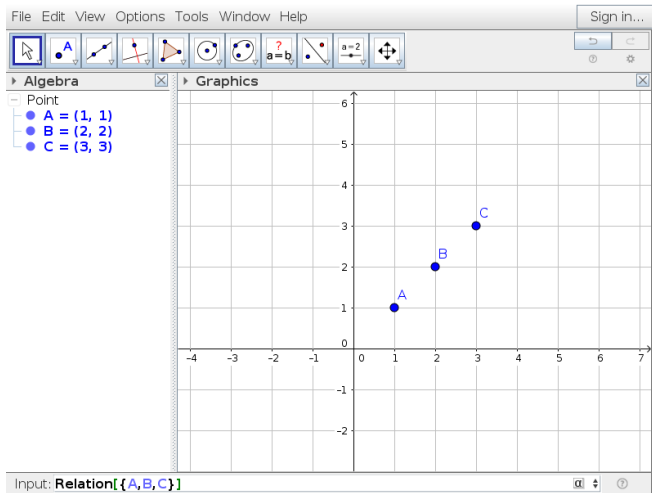 File Edit View Options Tools Window Help
Sign in...
A
?
a=b
a=2
Algebra
Graphics
Point
A = (1, 1)
B = (2, 2)
C = (3, 3)
6
5
4
3
C
2
B
1
A
0
-4 -3 -2 -1 0 1 2 3 4 5 6 7
-1
-2
Input: Relation[{A,B,C}]
α